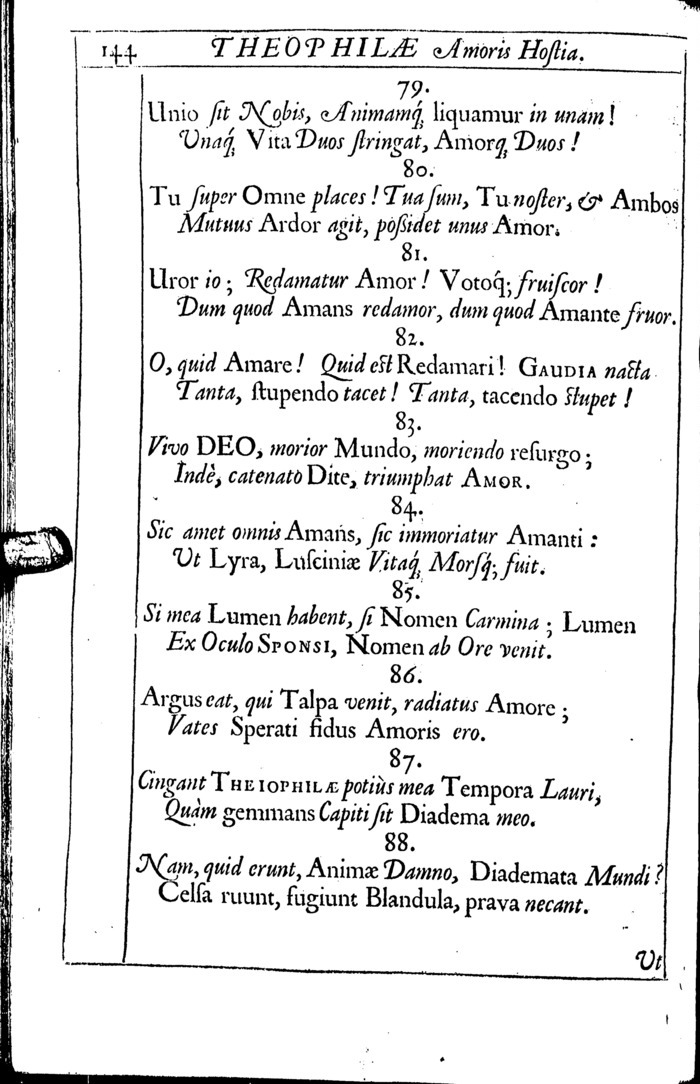 144 THEOPHILÆ Amoris Hoſtia.
79.
Unio ſit Nobis, Animamq́; liquamur in unam!
Unaq́; Vita Duos ſtringat, Amorq; Duos!
80.
Tu ſuper Omne places! Tua ſum, Tu noſter, & Ambos
Mutuus Ardor agit, poſſidet unus Amor.
81.
Uror io; Redamatur Amor! Votoq́; fruiſcor!
Dum quod Amans redamor, dum quod Amante fruor.
82.
O, quid Amare! Quid eſt Redamari! GAUDIA nacta
Tanta, ſtupendo tacet! Tanta, tacendo ſtupet!
83.
Vivo DEO, morior Mundo, moriendo reſurgo;
Indè, catenato Dite, triumphat AMOR.
84.
Sic amet omnis Amans, ſic immoriatur Amanti:
Ut Lyra, Luſciniæ Vitaq́; Morſq́; fuit.
85.
Si mea Lumen habent, ſi Nomen Carmina; Lumen
Ex Oculo SPONSI, Nomen ab Ore venit.
86.
Argus eat, qui Talpa venit, radiatus Amore;
Vates Sperati fidus Amoris ero.
87.
Cingant THEIOPHILÆ potiùs mea Tempora Lauri,
Quàm gemmans Capiti ſit Diadema meo.
88.
Nam, quid erunt, Animæ Damno, Diademata Mundi?
Celſa ruunt, fugiunt Blandula, prava necant.
Ut